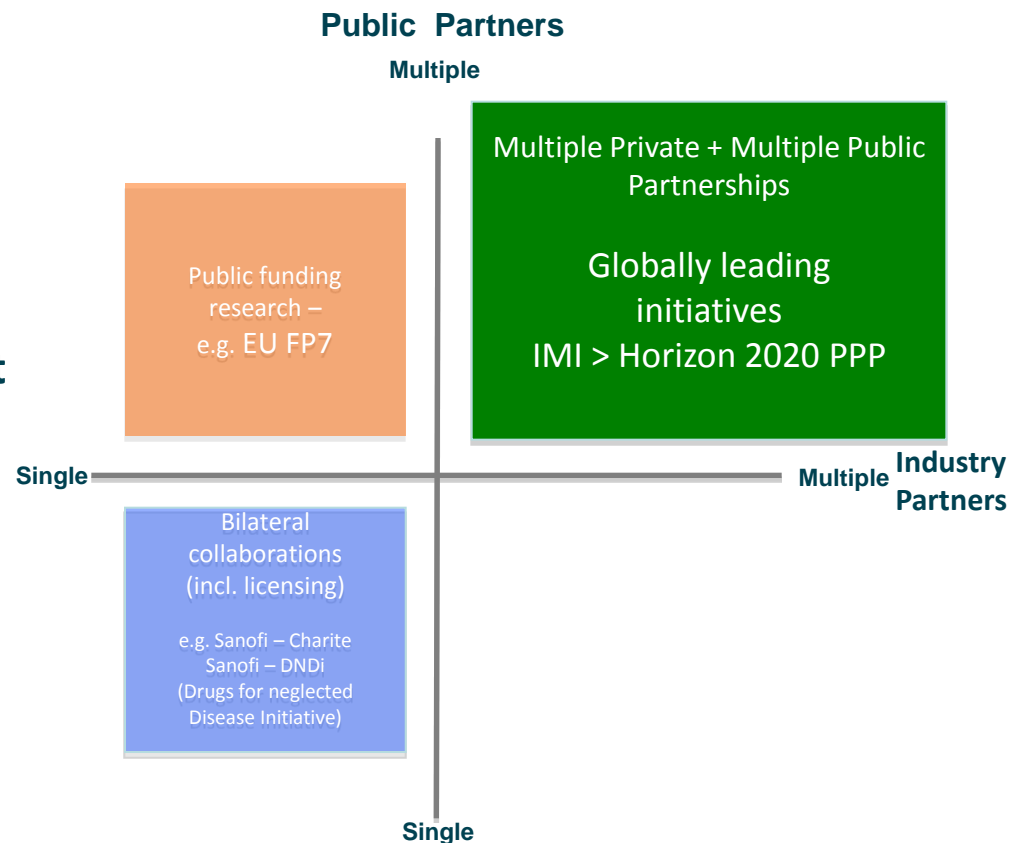 Public Partners
Multiple
Multiple Private + Multiple Public
Partnerships
Globally leading
initiatives
IMI > Horizon 2020 PPP
Public funding
research –
e.g. EU FP7
t
Single
Multiple
Industry
Partners
Bilateral
collaborations
(incl. licensing)
e.g. Sanofi – Charite
Sanofi – DNDi
(Drugs for neglected
Disease Initiative)
Single